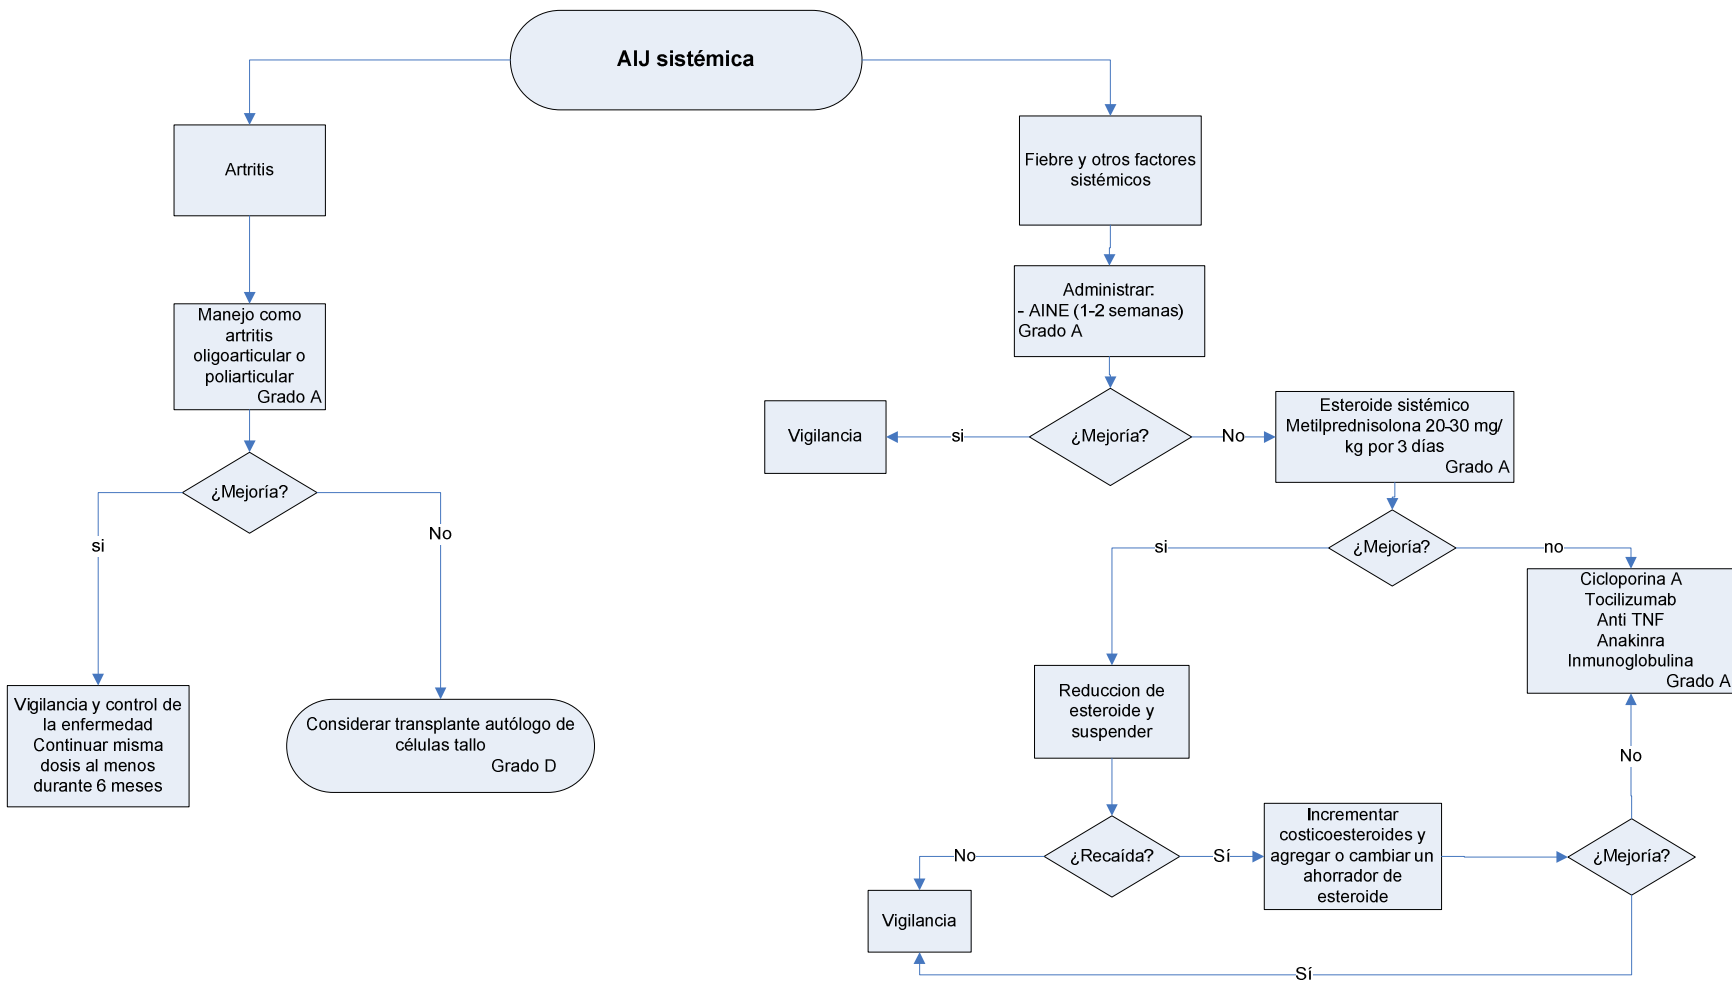 AIJ sistémica
Artritis
Fiebre y otros factores
sistémicos
Manejo como
artritis
oligoarticular o
poliarticular
Grado A
Administrar:
- AINE (1-2 semanas)
Grado A
¿Mejoría?
si
No
Vigilancia y control de
la enfermedad
Continuar misma
dosis al menos
durante 6 meses
Considerar transplante autólogo de
células tallo
Grado D
¿Mejoría?
si
No
Vigilancia
Esteroide sistémico
Metilprednisolona 20-30 mg/
kg por 3 días
Grado A
¿Mejoría?
si
no
Cicloporina A
Tocilizumab
Anti TNF
Anakinra
Inmunoglobulina
Grado A
Reduccion de
esteroide y
suspender
¿Recaída?
No
Sí
Vigilancia
Incrementar
costicoesteroides y
agregar o cambiar un
ahorrador de
esteroide
¿Mejoría?
No
Sí